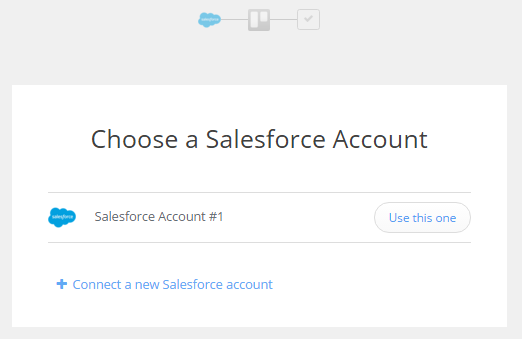 salesforce
Choose a Salesforce Account
salesforce
Salesforce Account #1
Use this one
Connect a new Salesforce account